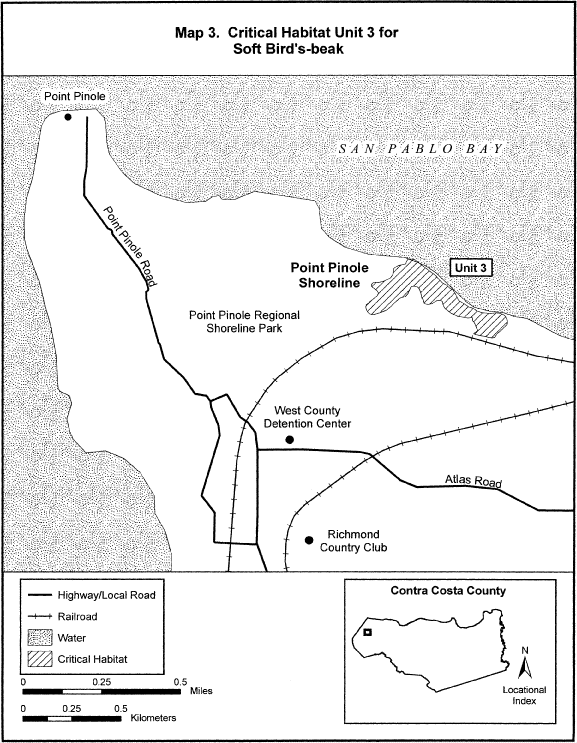 Map 3. Critical Habitat Unit 3 for
Soft Bird's-beak
Point Pinole
SAN PABLO BAY
Point Pinole Road
Point Pinole
Shoreline
Unit 3
Point Pinole Regional
Shoreline Park
West County
Detention Center
Atlas Road
Richmond
Country Club
Highway/Local Road
Railroad
Water
Critical Habitat
0 0.25 0.5
Miles
0 0.25 0.5
Kilometers
Contra Costa County
N
Locational
Index